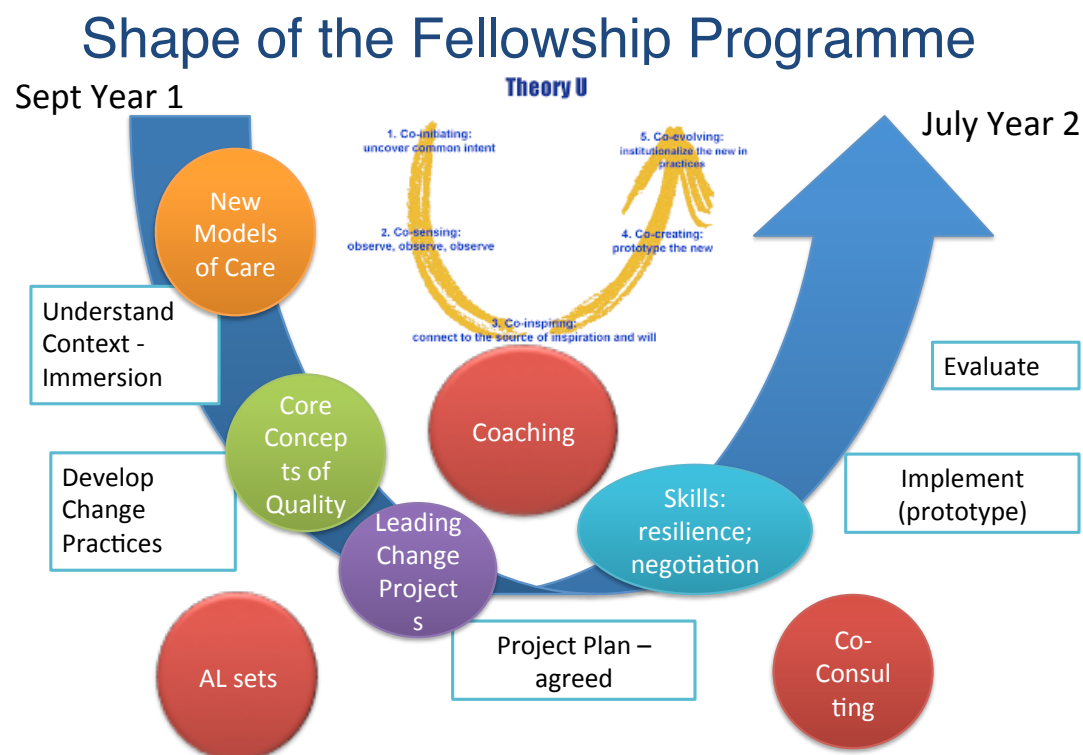 Shape of the Fellowship Programme
Sept Year 1
Theory U
July Year 2
1. Co-initiating:
uncover common intent
5. Co-evolving:
institutionalize the new in
practices
2. Co-sensing:
observe, observe, observe
4. Co-creating:
prototype the new
3. Co-inspiring:
connect to the source of inspiration and will
New
Models
of Care
Understand
Context -
Immersion
Core
Concep
ts of
Quality
Coaching
Evaluate
Develop
Change
Practices
Leading
Change
Project
s
Skills:
resilience;
negotiation
Implement
(prototype)
AL sets
Project Plan –
agreed
Co-
Consul
ting